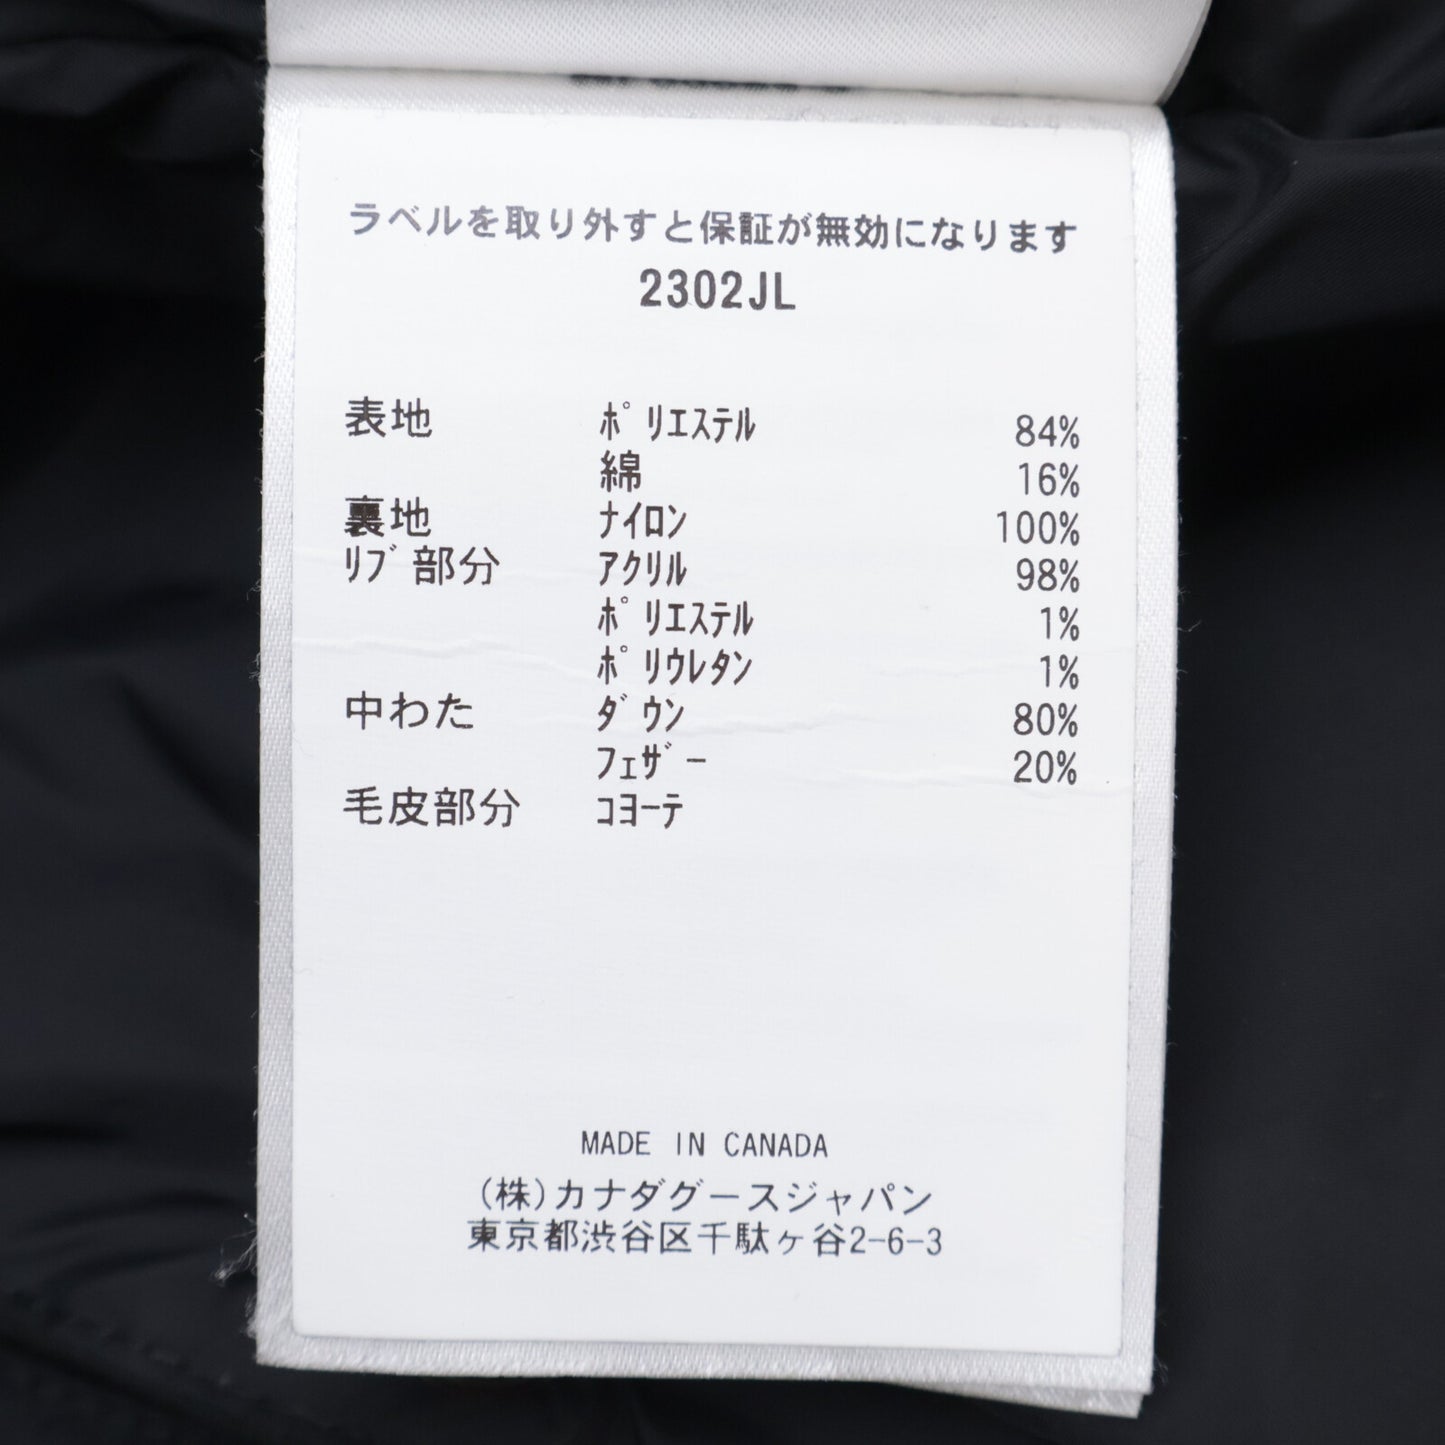 ラベルを取り外すと保証が無効になります
2302JL
表地 ﾎﾟﾘｴｽﾃﾙ 84%
綿 16%
裏地 ﾅｲﾛﾝ 100%
ﾘﾌﾞ部分 ｱｸﾘﾙ 98%
ﾎﾟﾘｴｽﾃﾙ 1%
ﾎﾟﾘｳﾚﾀﾝ 1%
中わた ﾀﾞｳﾝ 80%
ﾌｪｻﾞｰ 20%
毛皮部分 ｺﾖｰﾃ
MADE IN CANADA
(株)カナダグースジャパン
東京都渋谷区千駄ヶ谷2-6-3